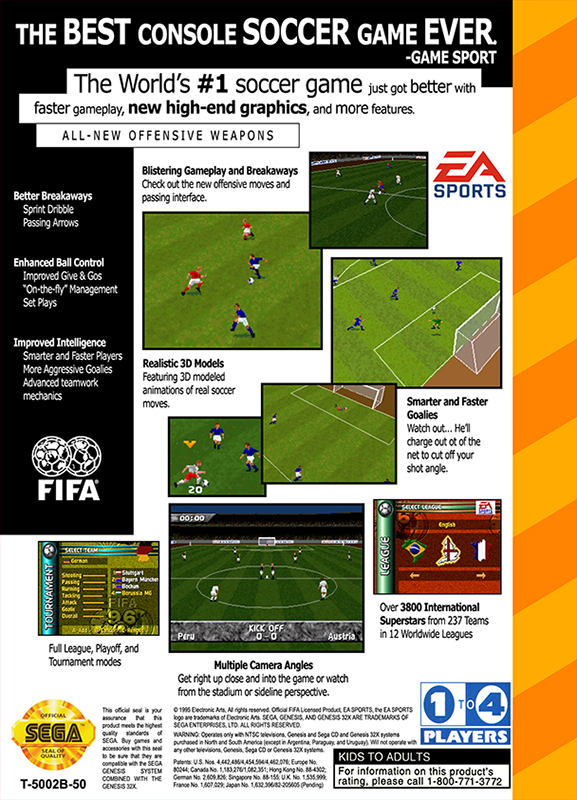 THE BEST CONSOLE SOCCER GAME EVER.
-GAME SPORT
The World's #1 soccer game just got better with
faster gameplay, new high-end graphics, and more features.
ALL-NEW OFFENSIVE WEAPONS
Better Breakaways
Sprint Dribble
Passing Arrows
Enhanced Ball Control
Improved Give & Gos
"On-the-fly" Management
Set Plays
Improved Intelligence
Smarter and Faster Players
More Aggressive Goalies
Advanced teamwork
mechanics
FIFA
Blistering Gameplay and Breakaways
Check out the new offensive moves and
passing interface.
EA
SPORTS
Realistic 3D Models
Featuring 3D modeled
animations of real soccer
moves.
20
Smarter and Faster
Goalies
Watch out... He'll
charge out ot of the
net to cut off your
shot angle.
TOURNAMENT
SELECT TEAM
German
Shooting
Passing
Running
Tackling
Attack
Goalie
Overall
1 Stuttgart
2 Bayern München
3 Bochum
4 Borussia MG
FIFA
96
Full League, Playoff, and
Tournament modes
00:00
KICK OFF
Peru 0-0 Austria
Multiple Camera Angles
Get right up close and into the game or watch
from the stadium or sideline perspective.
LEAGUE
SELECT LEAGUE
EA
SPORTS
English
Over 3800 International
Superstars from 237 Teams
in 12 Worldwide Leagues
OFFICIAL
SEGA
SEAL OF
QUALITY
T-5002B-50
This official seal is your
assurance that this
product meets the highest
quality standards of
SEGA. Buy games and
accessories with this seal
to be sure that they are
compatible with the SEGA
GENESIS SYSTEM
COMBINED WITH THE
GENESIS 32X.
© 1995 Electronic Arts. All rights reserved. Official FIFA Licensed Product, EA SPORTS, the EA SPORTS
logo are trademarks of Electronic Arts. SEGA, GENESIS, AND GENESIS 32X ARE TRADEMARKS OF
SEGA ENTERPRISES, LTD. ALL RIGHTS RESERVED.
WARNING: Operates only with NTSC televisions, Genesis and Sega CD and Genesis 32X systems
purchased in North and South America (except in Argentina, Paraguay, and Uruguay). Will not operate with
any other televisions, Genesis, Sega CD or Genesis 32X systems.
Patents: U.S. Nos. 4,442,486/4,454,594/4,462,076; Europe No.
80244; Canada No. 1,183,276/1,082,351; Hong Kong No. 88-4302;
German No. 2,609,826; Singapore No. 88-155; U.K. No. 1,535,999;
France No. 1,607,029; Japan No. 1,632,396/82-205605 (Pending)
1 TO 4
PLAYERS
KIDS TO ADULTS
For information on this product's
rating, please call 1-800-771-3772